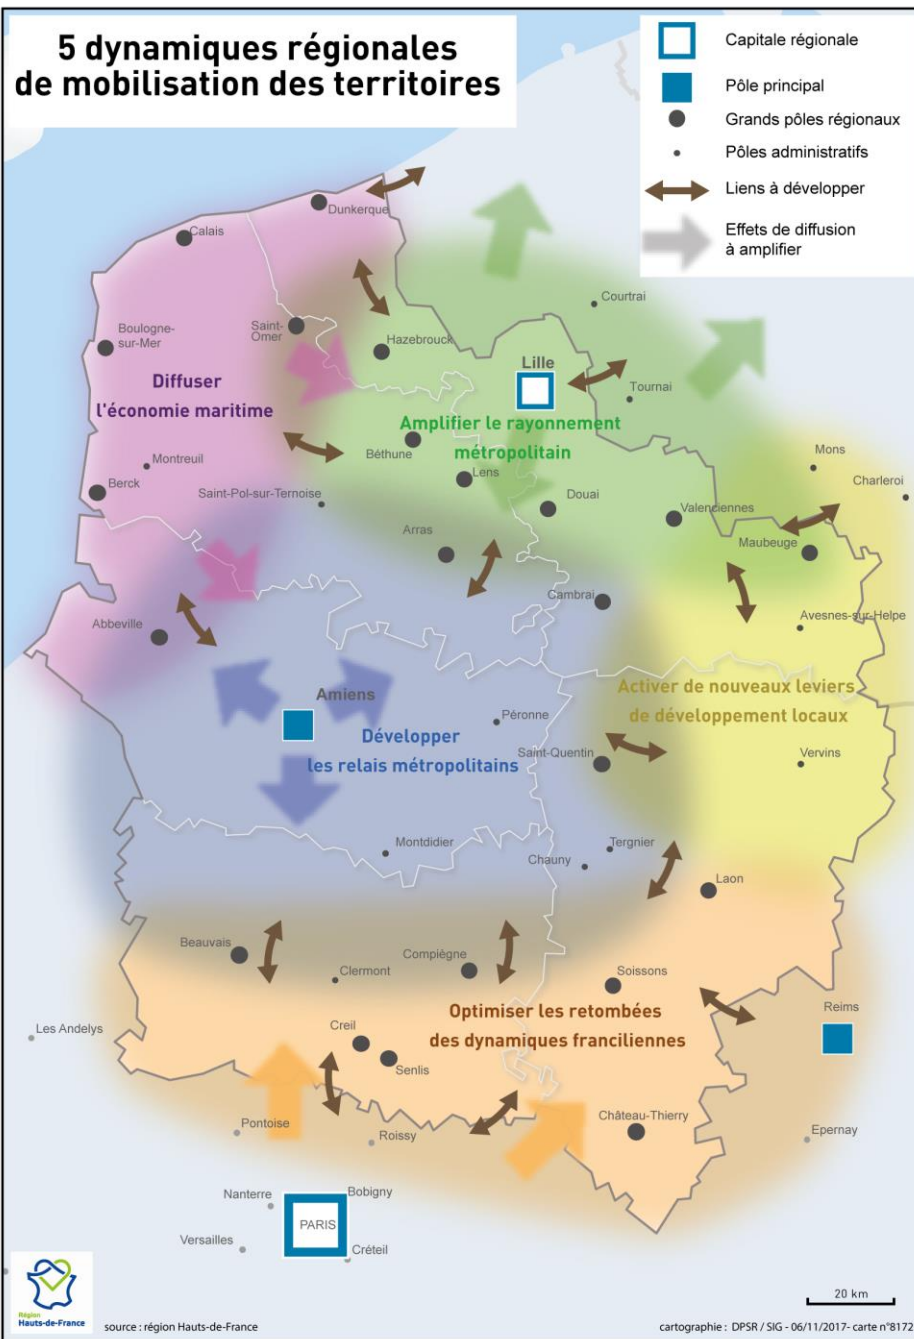 5 dynamiques régionales
de mobilisation des territoires
Capitale régionale
Pôle principal
Grands pôles régionaux
Pôles administratifs
Liens à développer
Effets de diffusion
à amplifier
Dunkerque
Calais
Courtrai
Saint-
Omer
Boulogne-
sur-Mer
Hazebrouck
Lille
Tournai
Diffuser
l'économie maritime
Amplifier le rayonnement
métropolitain
Béthune
Mons
Montreuil
Lens
Charleroi
Berck
Saint-Pol-sur-Ternoise
Douai
Valenciennes
Arras
Maubeuge
Cambrai
Abbeville
Avesnes-sur-Helpe
Amiens
Activer de nouveaux leviers
de développement locaux
Péronne
Développer
les relais métropolitains
Saint-Quentin
Vervins
Montdidier
Tergnier
Chauny
Laon
Beauvais
Compiègne
Clermont
Soissons
Optimiser les retombées
des dynamiques franciliennes
Reims
Les Andelys
Creil
Senlis
Château-Thierry
Pontoise
Roissy
Epernay
Nanterre
Bobigny
PARIS
Versailles
Créteil
20 km
Région
Hauts-de-France
source : région Hauts-de-France
cartographie : DPSR / SIG - 06/11/2017- carte n°8172